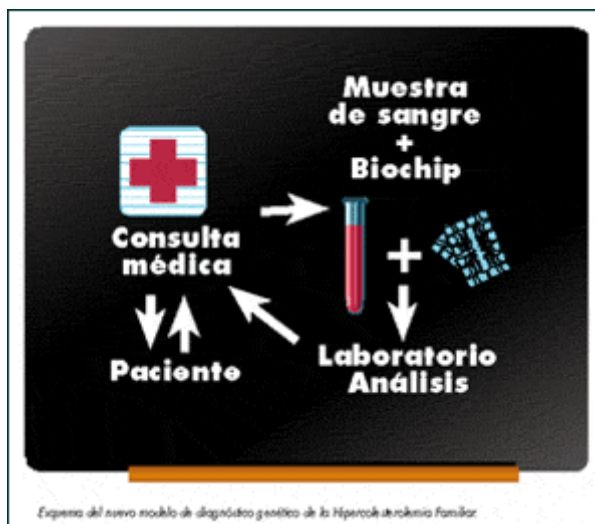 Muestra
de sangre
+
Biochip
Consulta
médica
+
Paciente
Laboratorio
Análisis
Esquema del nuevo modelo de diagnóstico genético de la Hipercolesterolemia Familiar.